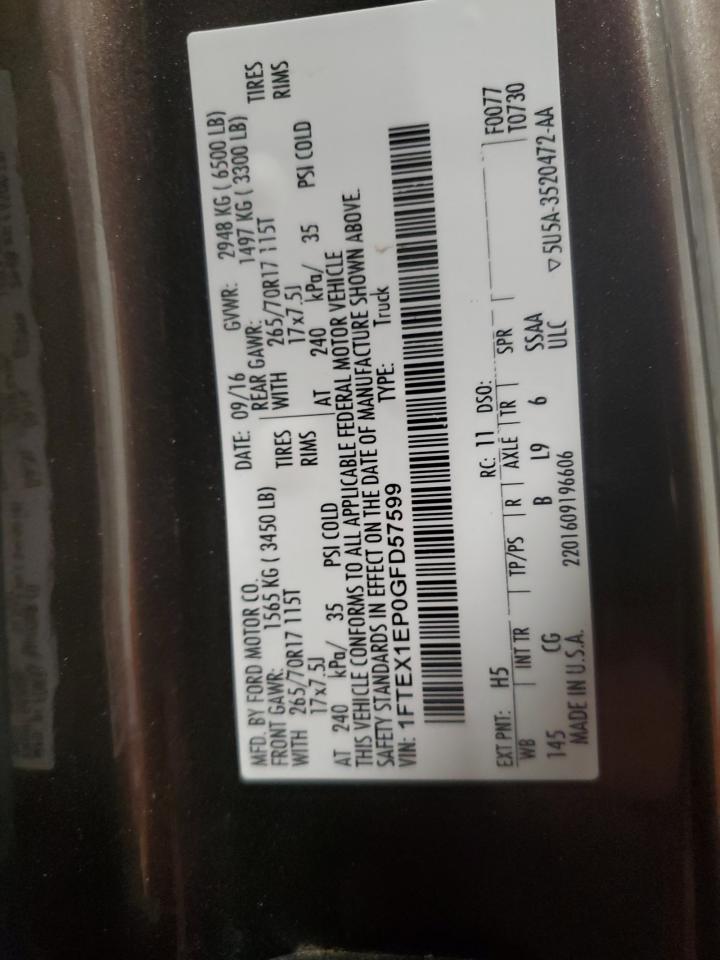 MFD. BY FORD MOTOR CO. DATE: 09/16 GVWR: 2948 KG ( 6500 LB)
FRONT GAWR: 1565 KG ( 3450 LB) REAR GAWR: 1497 KG ( 3300 LB)
WITH 265/70R17 115T TIRES WITH 265/70R17 115T TIRES
17x7.5J RIMS 17x7.5J RIMS
AT 240 kPa/ 35 PSI COLD AT 240 kPa/ 35 PSI COLD
THIS VEHICLE CONFORMS TO ALL APPLICABLE FEDERAL MOTOR VEHICLE
SAFETY STANDARDS IN EFFECT ON THE DATE OF MANUFACTURE SHOWN ABOVE.
VIN: 1FTEX1EP0GFD57599 TYPE: Truck
EXT PNT: H5 RC: 11 DSO: F0077
WB INT TR TP/PS R AXLE TR SPR T0730
145 CG B L9 6 SSAA ▽ 5U5A-3520472-AA
MADE IN U.S.A. 2201609196606 ULC